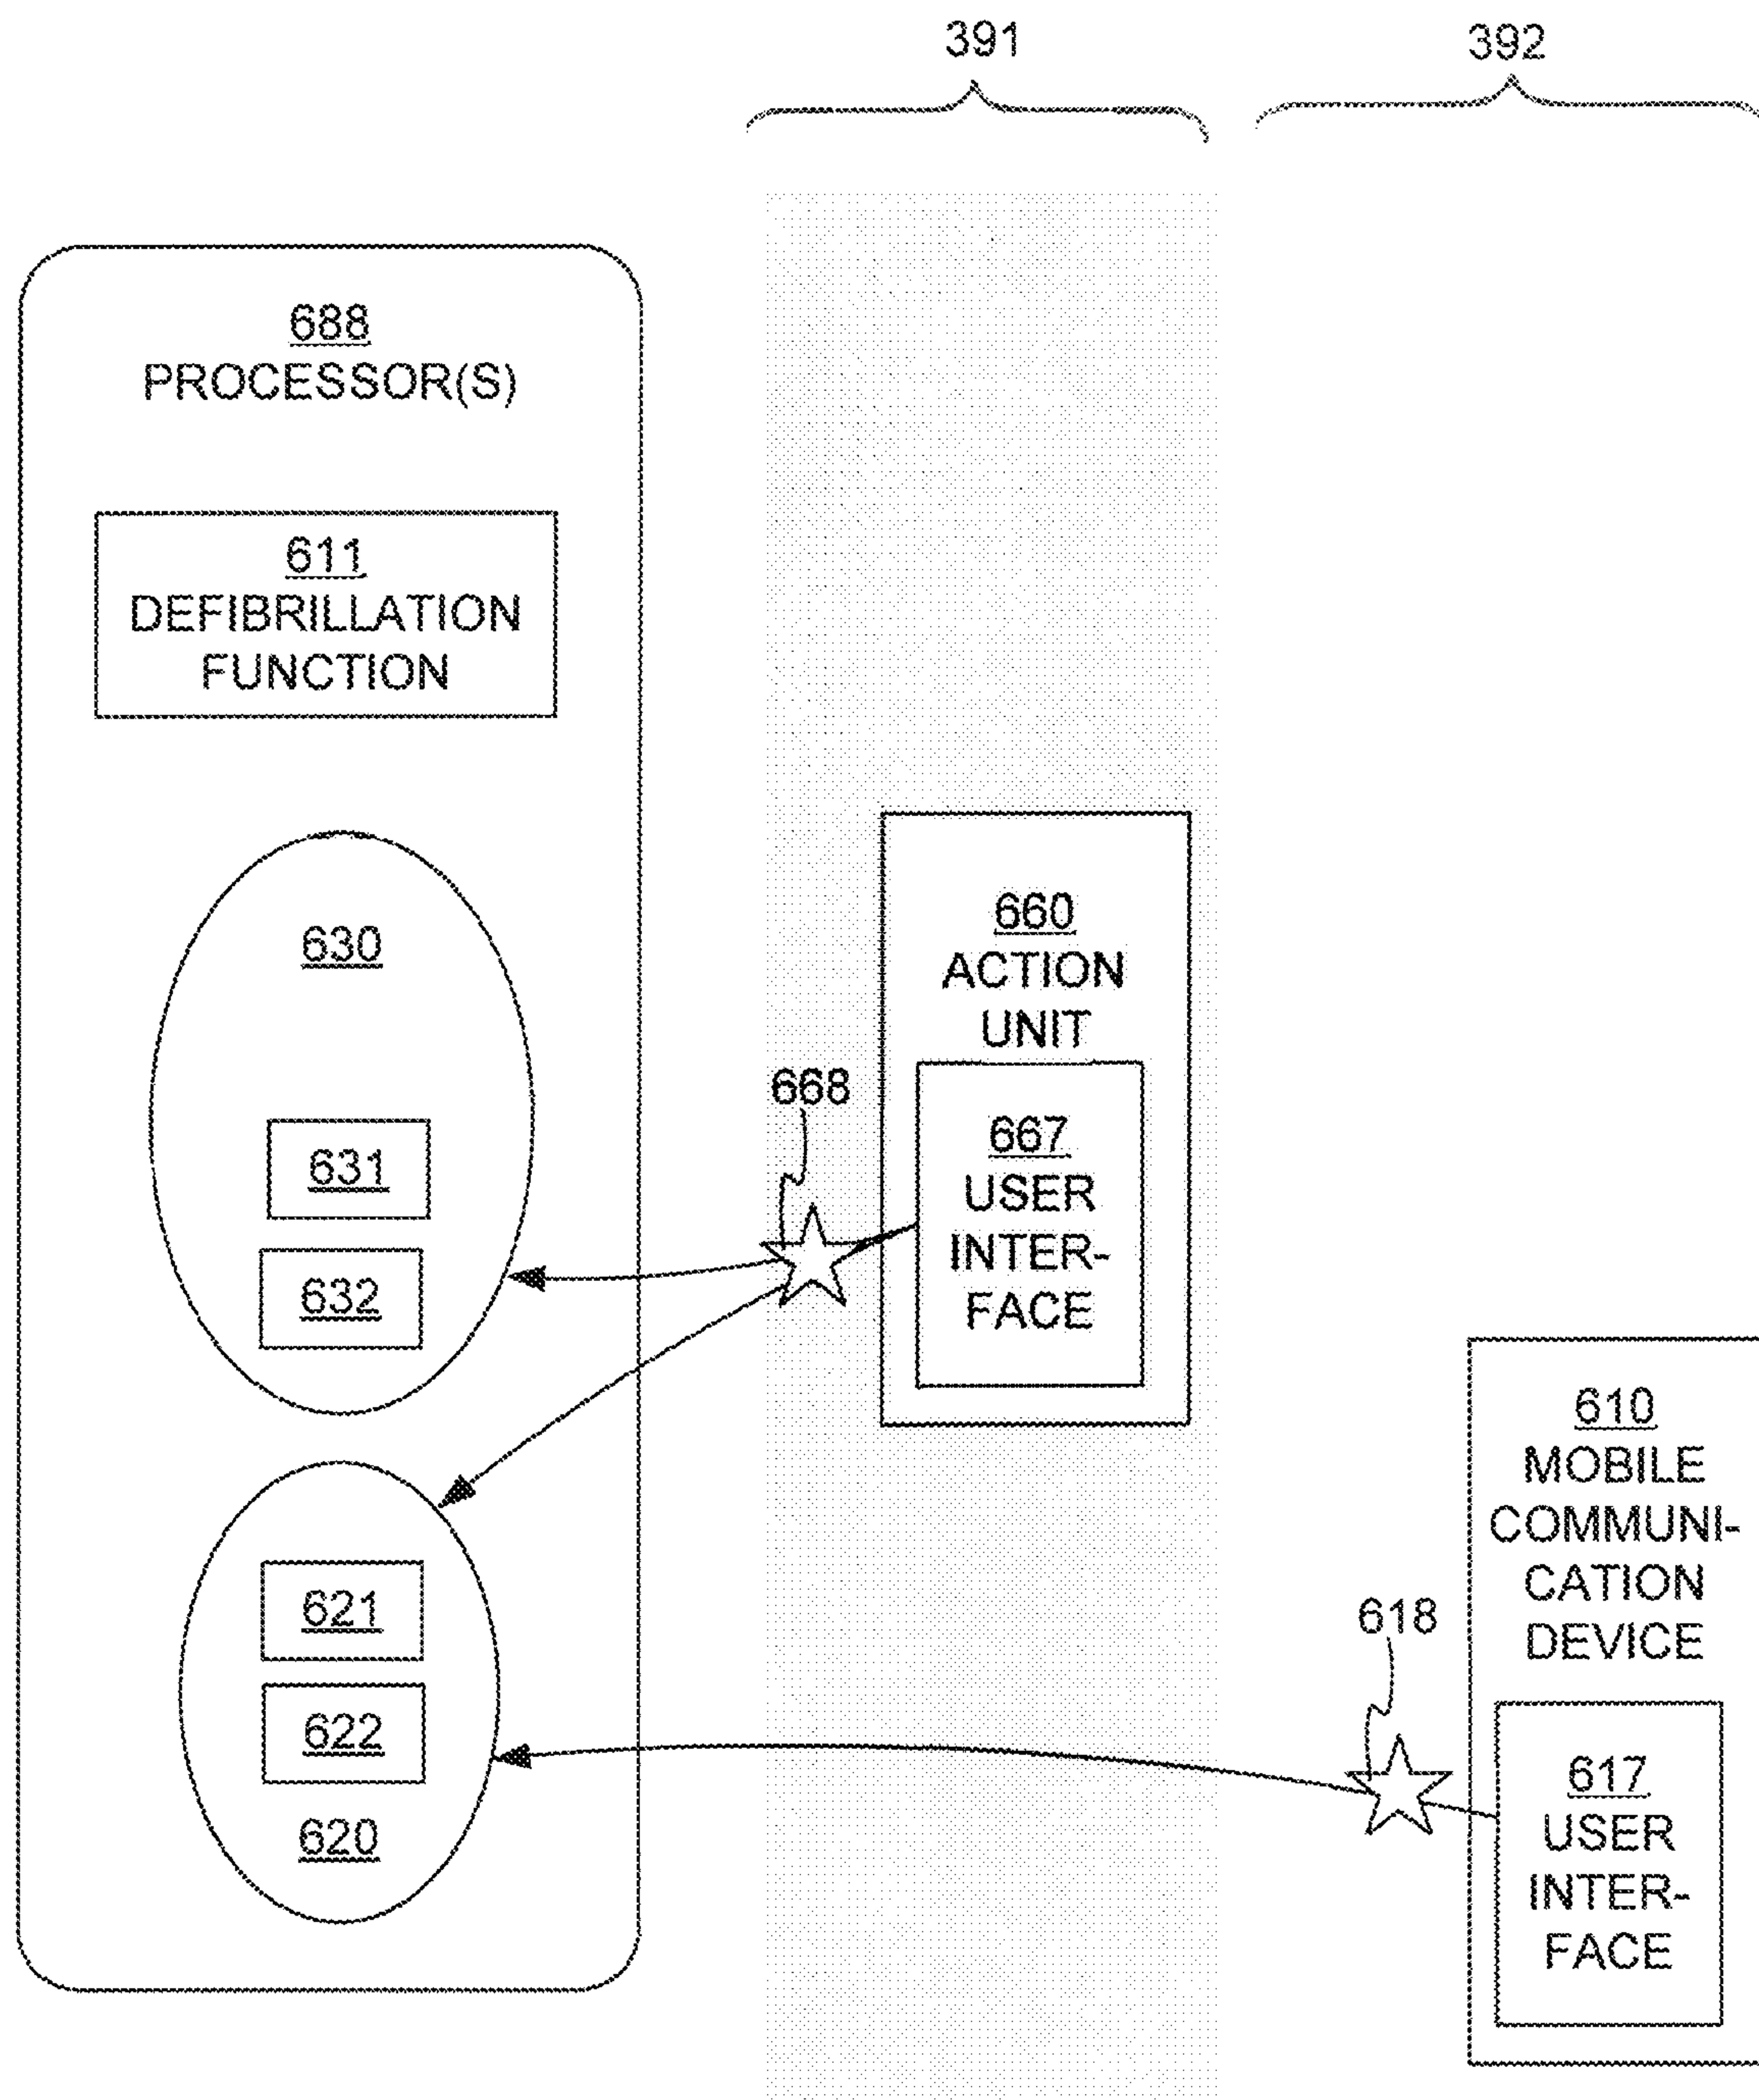 391
392
688
PROCESSOR(S)
611
DEFIBRILLATION
FUNCTION
630
631
632
621
622
620
660
ACTION
UNIT
668
667
USER
INTER-
FACE
610
MOBILE
COMMUNI-
CATION
DEVICE
618
617
USER
INTER-
FACE